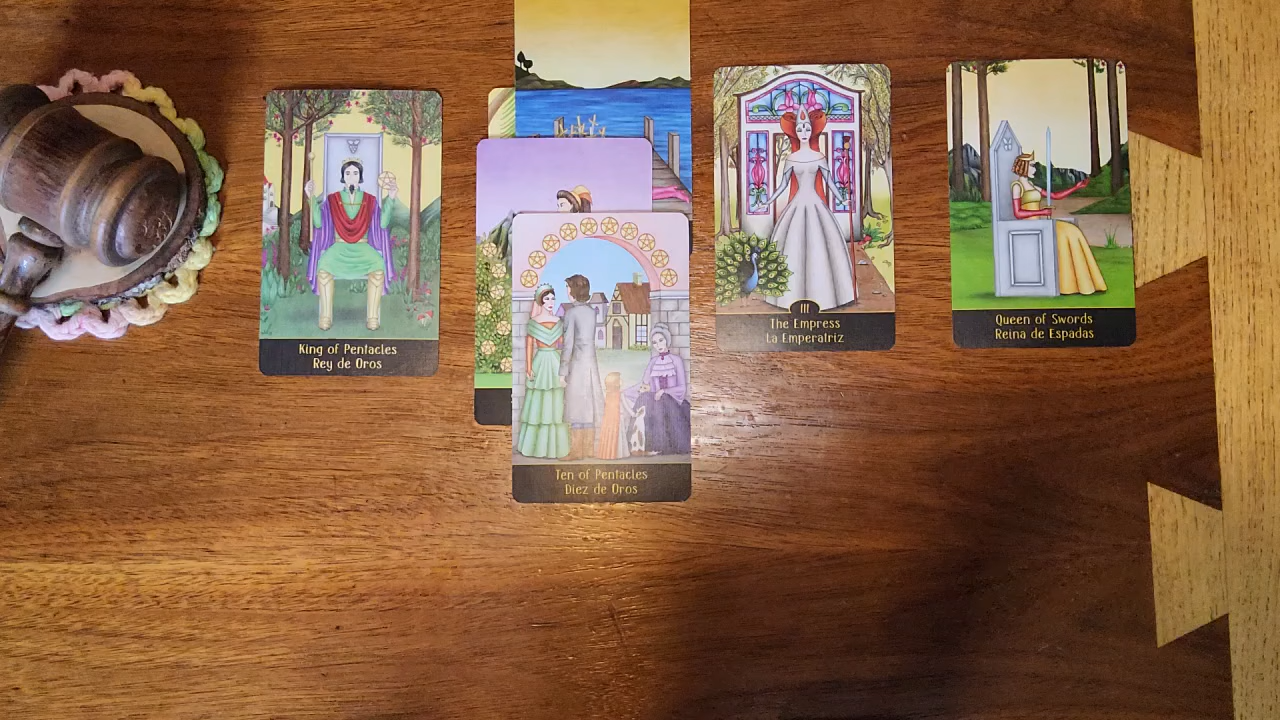 King of Pentacles
Rey de Oros
Ten of Pentacles
Diez de Oros
III
The Empress
La Emperatriz
Queen of Swords
Reina de Espadas